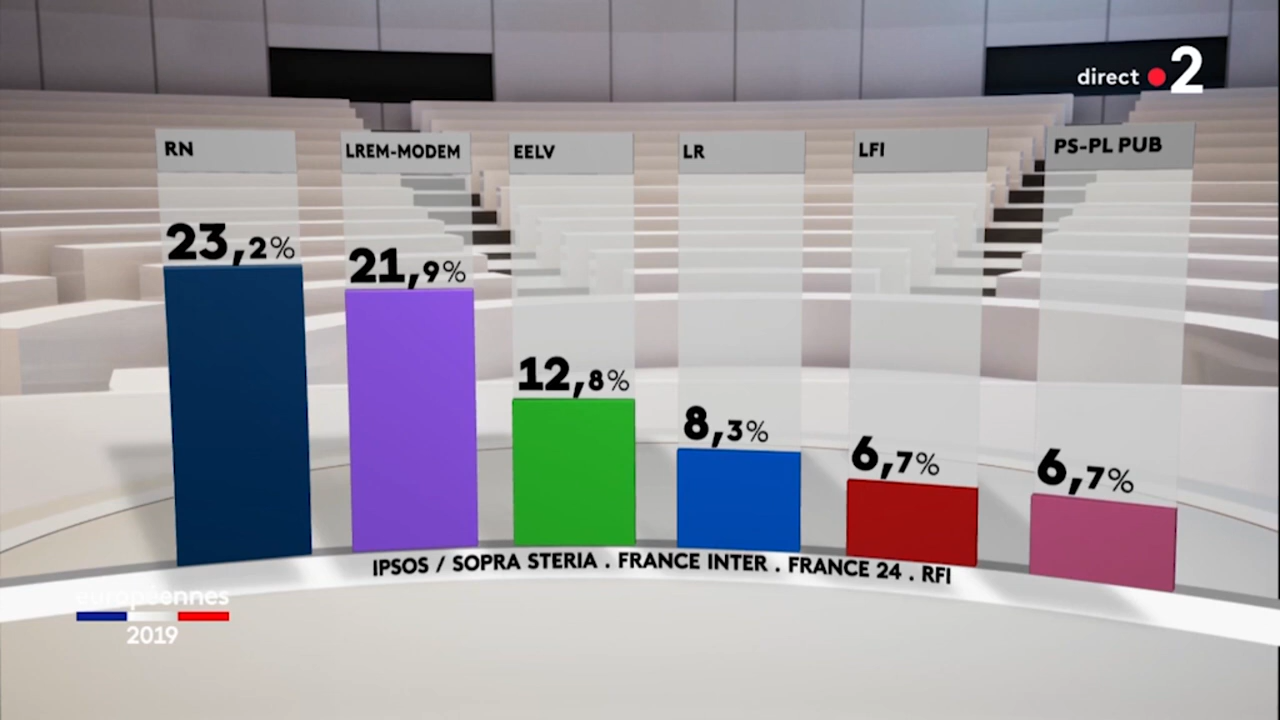 direct 2
RN
LREM-MODEM
EELV
LR
LFI
PS-PL PUB
23,2%
21,9%
12,8%
8,3%
6,7%
6,7%
IPSOS / SOPRA STERIA . FRANCE INTER . FRANCE 24 . RFI
européennes
2019